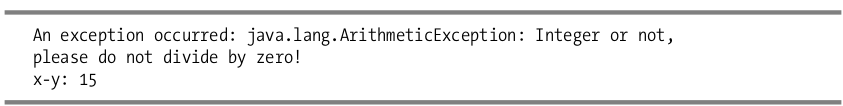 An exception occurred: java.lang.ArithmeticException: Integer or not,
please do not divide by zero!
x-y: 15